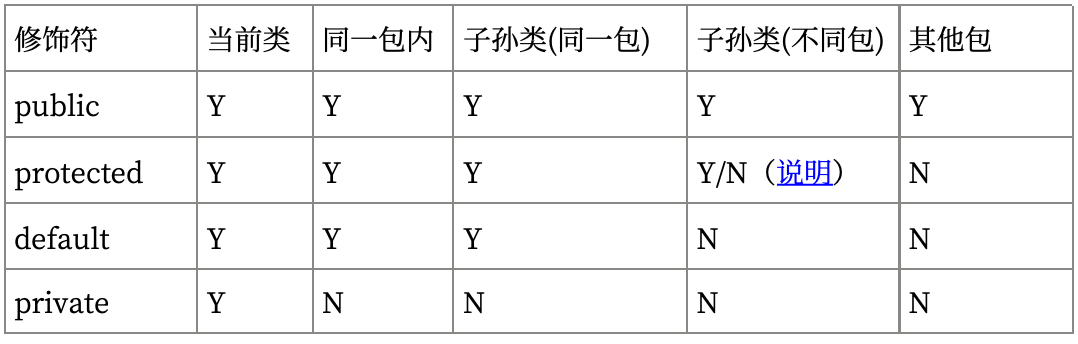 修饰符 当前类 同一包内 子孙类(同一包) 子孙类(不同包) 其他包
public Y Y Y Y Y
protected Y Y Y Y/N（说明） N
default Y Y Y N N
private Y N N N N